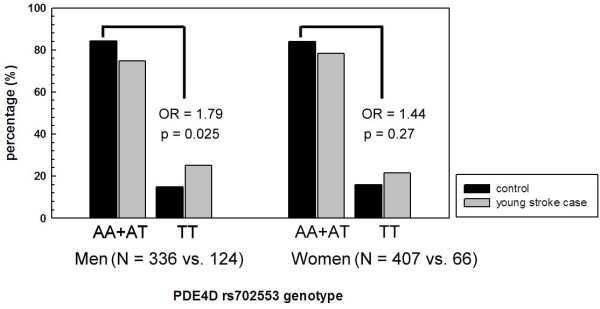 100
80
60
40
20
0
percentage (%)
OR = 1.79
p = 0.025
OR = 1.44
p = 0.27
control
young stroke case
AA+AT TT AA+AT TT
Men (N = 336 vs. 124) Women (N = 407 vs. 66)
PDE4D rs702553 genotype